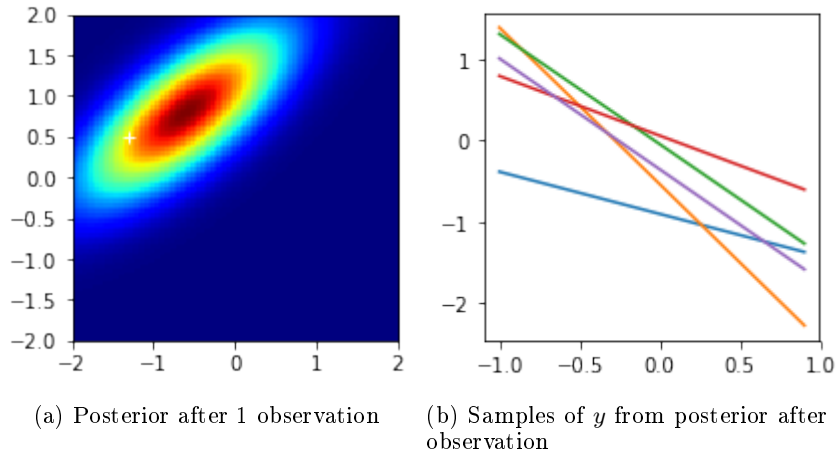 2.0
1.5
1.0
0.5
0.0
−0.5
−1.0
−1.5
−2.0
−2 −1 0 1 2
1
0
−1
−2
−1.0 −0.5 0.0 0.5 1.0
(a) Posterior after 1 observation
(b) Samples of y from posterior after
observation